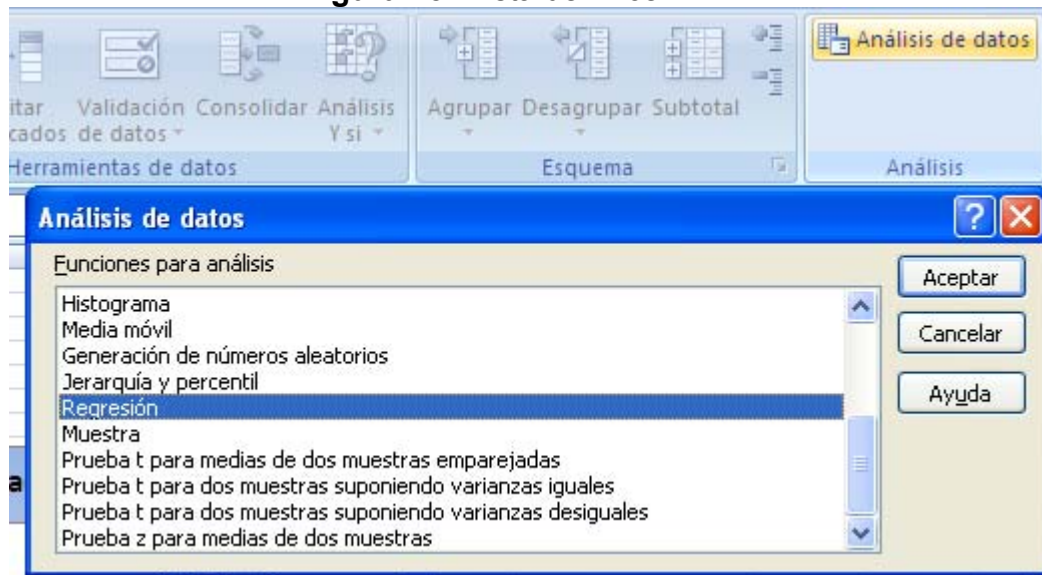 Análisis de datos
Validación Consolidar Análisis
de datos Y si
Agrupar Desagrupar Subtotal
Herramientas de datos
Esquema
Análisis
Análisis de datos
Funciones para análisis
Histograma
Media móvil
Generación de números aleatorios
Jerarquía y percentil
Regresión
Muestra
Prueba t para medias de dos muestras emparejadas
Prueba t para dos muestras suponiendo varianzas iguales
Prueba t para dos muestras suponiendo varianzas desiguales
Prueba z para medias de dos muestras
Aceptar
Cancelar
Ayuda